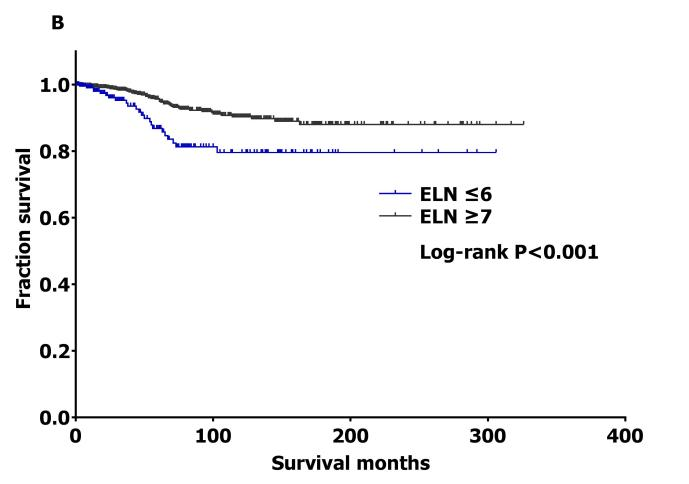 B
Fraction survival
1.0
0.8
0.6
0.4
0.2
0.0
ELN ≤6
ELN ≥7
Log-rank P<0.001
0 100 200 300 400
Survival months